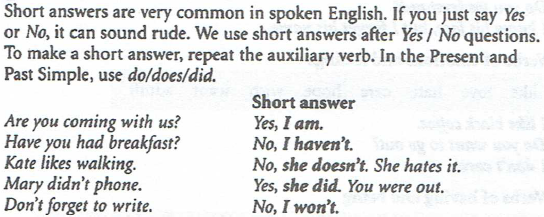 Short answers are very common in spoken English. If you just say Yes
or No, it can sound rude. We use short answers after Yes / No questions.
To make a short answer, repeat the auxiliary verb. In the Present and
Past Simple, use do/does/did.
Short answer
Are you coming with us? Yes, I am.
Have you had breakfast? No, I haven't.
Kate likes walking. No, she doesn't. She hates it.
Mary didn't phone. Yes, she did. You were out.
Don't forget to write. No, I won't.